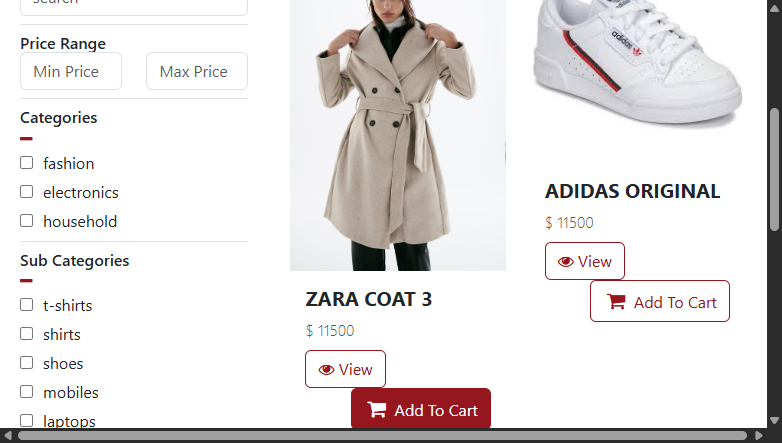 search
Price Range
Min Price
Max Price
Categories
fashion
electronics
household
Sub Categories
t-shirts
shirts
shoes
mobiles
laptops
ZARA COAT 3
$ 11500
View
Add To Cart
adidas
ADIDAS ORIGINAL
$ 11500
View
Add To Cart